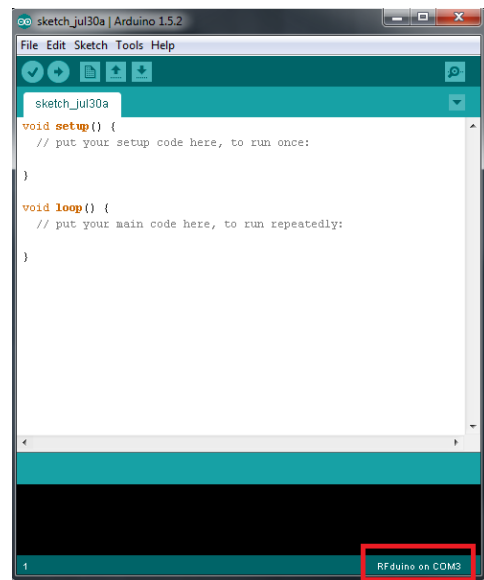 sketch_jul30a | Arduino 1.5.2
File Edit Sketch Tools Help
sketch_jul30a
void setup() {
// put your setup code here, to run once:
}
void loop() {
// put your main code here, to run repeatedly:
}
1
RFduino on COM3